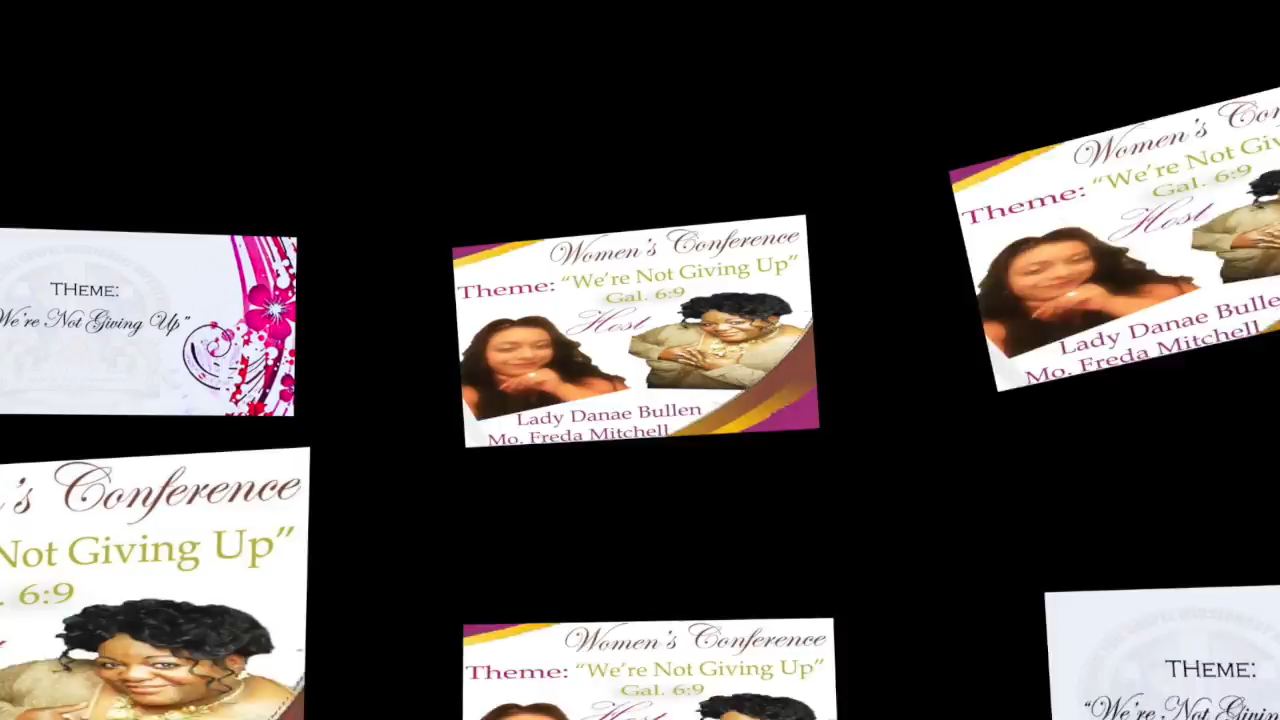 Women's Conference
Theme: "We're Not Giving Up"
Gal. 6:9
Host
Lady Danae Bullen
Mo. Freda Mitchell
Women's Con
Theme: "We're Not Giv
Gal. 6:9
Host
Lady Danae Bulle
Mo. Freda Mitchell
THeme:
We're Not Giving Up"
's Conference
Not Giving Up"
. 6:9
Women's Conference
Theme: "We're Not Giving Up"
Gal. 6:9
Host
THeme:
"We're Not Givin